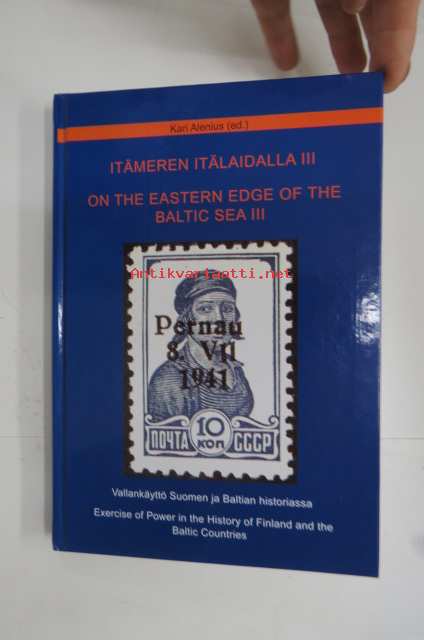 Kari Alenius (ed.)
ITÄMEREN ITÄLAIDALLA III
ON THE EASTERN EDGE OF THE
BALTIC SEA III
Antikvariaatti.net
Pernau
8. VII
1941
10
КОП
ПОЧТА СССР
Vallankäyttö Suomen ja Baltian historiassa
Exercise of Power in the History of Finland and the
Baltic Countries